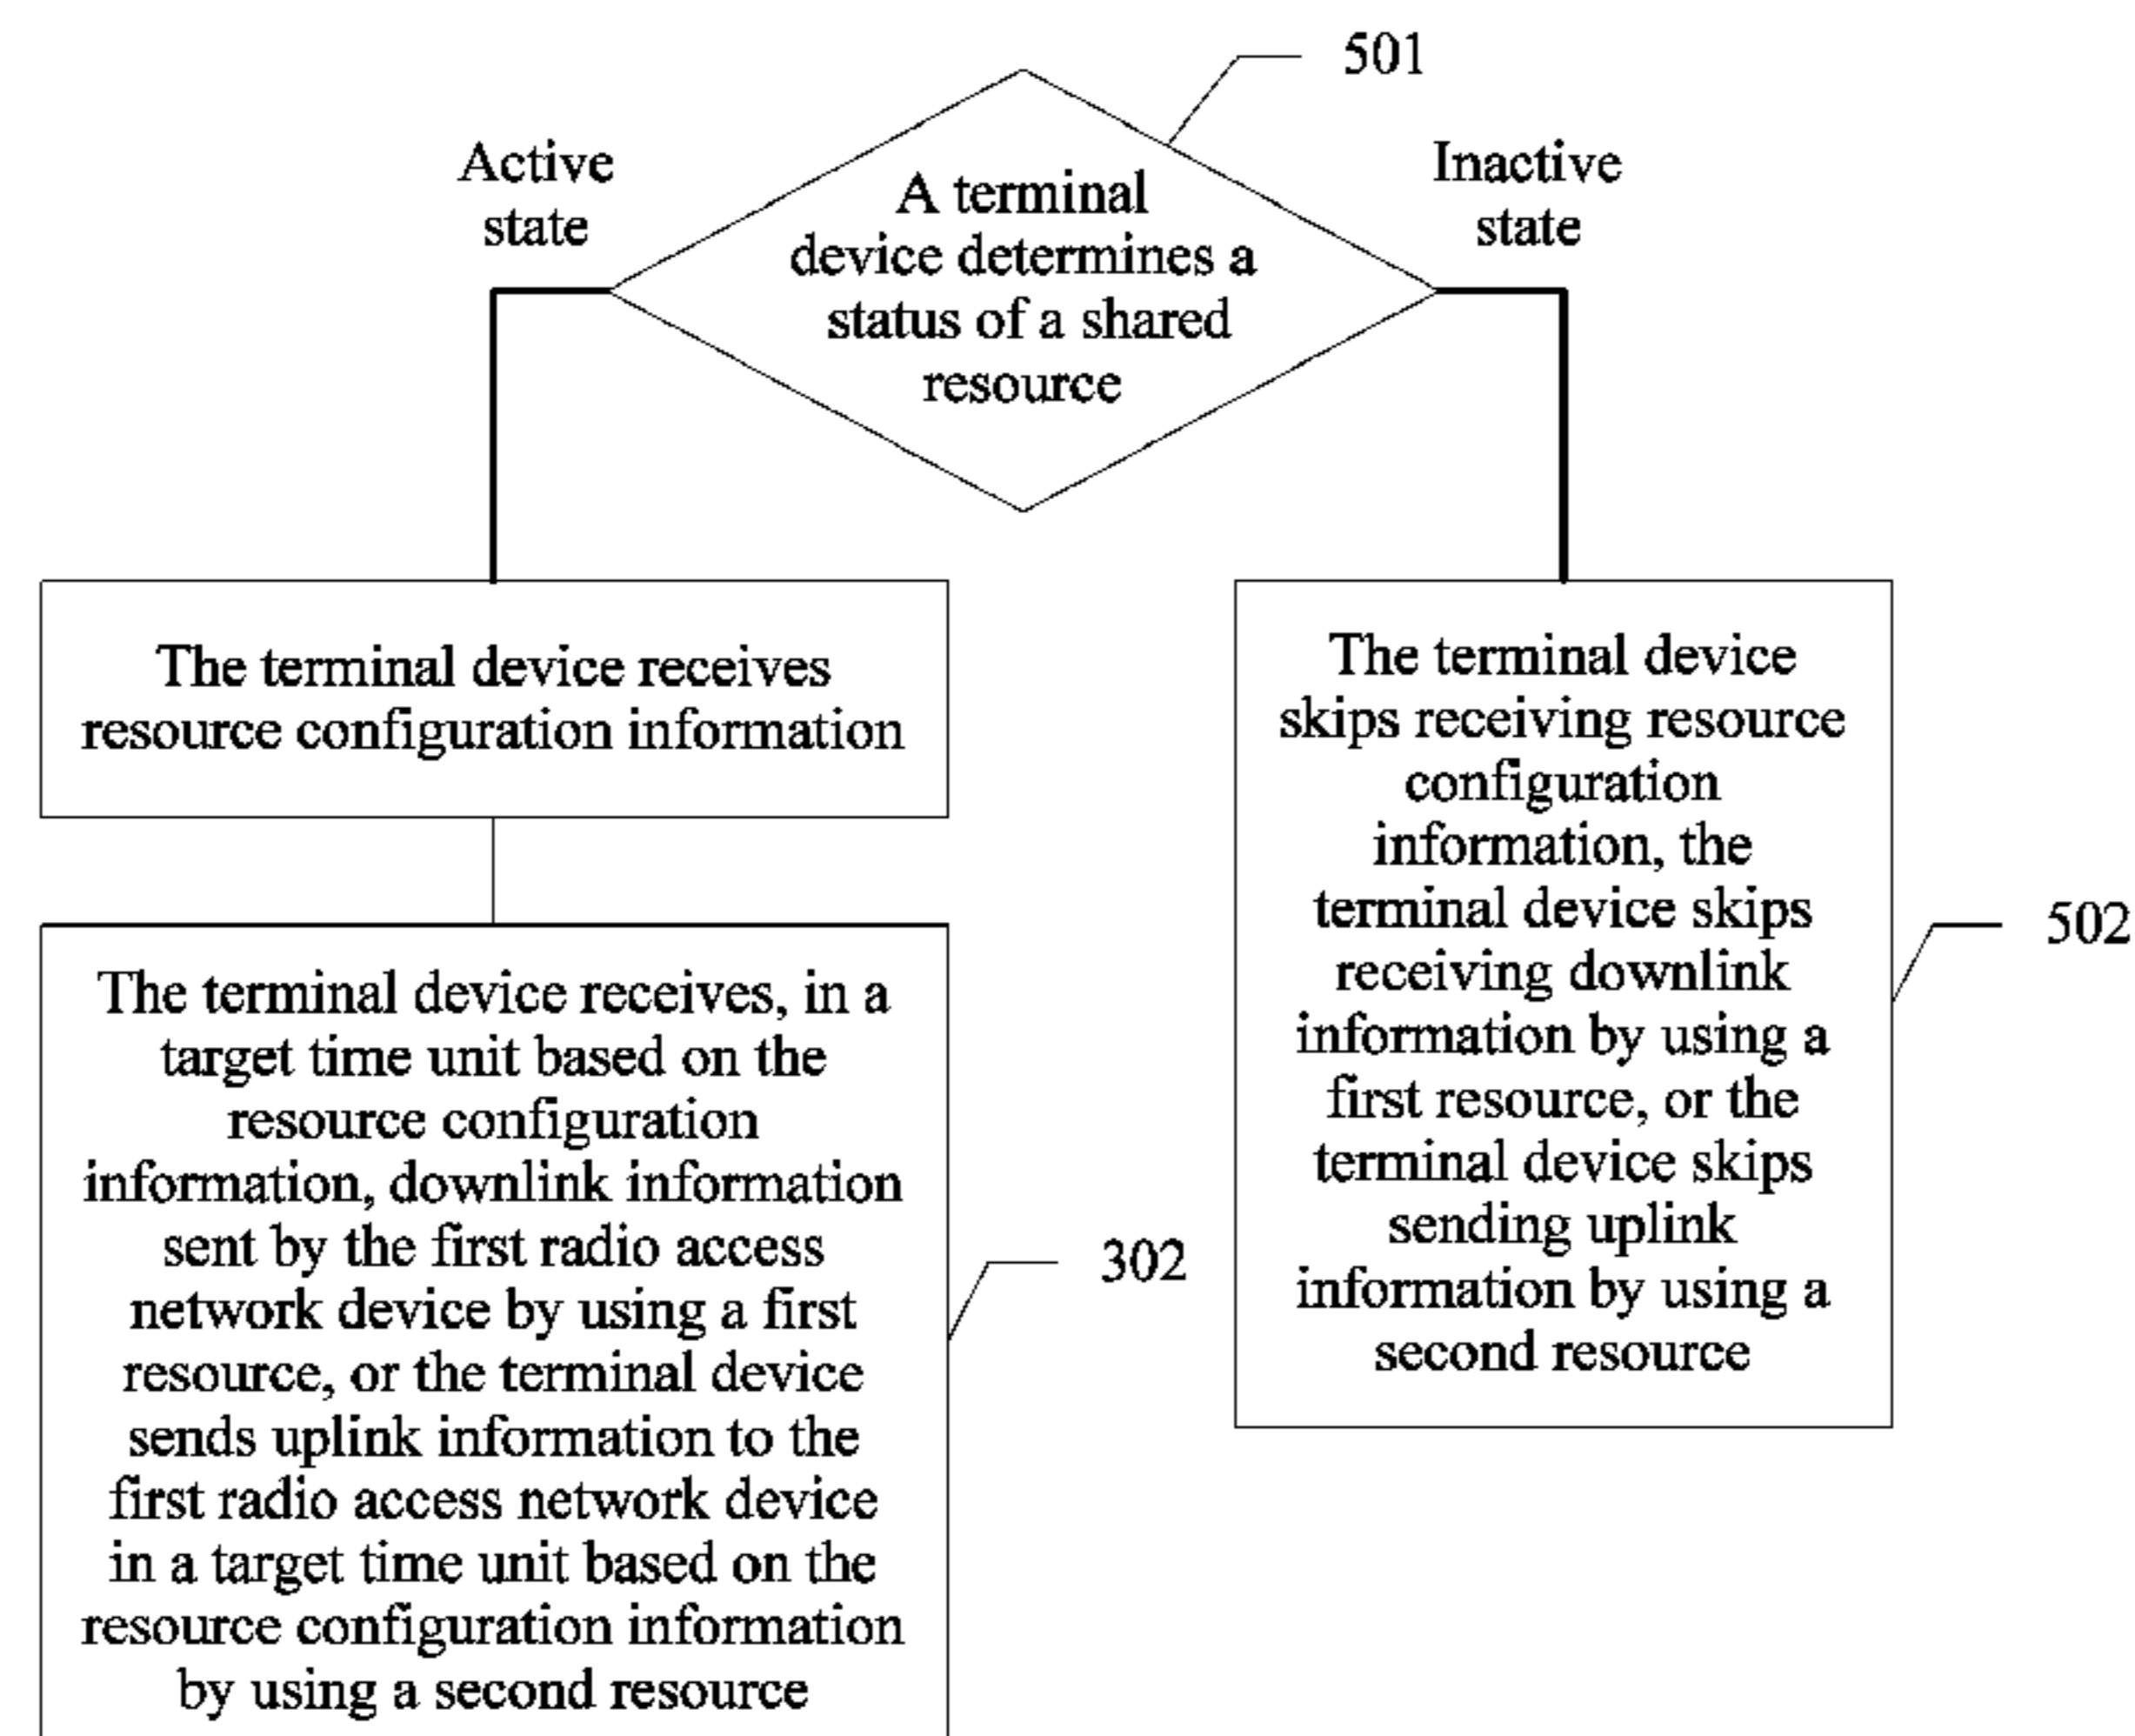 501
Active
state
Inactive
state
A terminal
device determines a
status of a shared
resource
The terminal device receives
resource configuration information
The terminal device receives, in a
target time unit based on the
resource configuration
information, downlink information
sent by the first radio access
network device by using a first
resource, or the terminal device
sends uplink information to the
first radio access network device
in a target time unit based on the
resource configuration information
by using a second resource
302
The terminal device
skips receiving resource
configuration
information, the
terminal device skips
receiving downlink
information by using a
first resource, or the
terminal device skips
sending uplink
information by using a
second resource
502